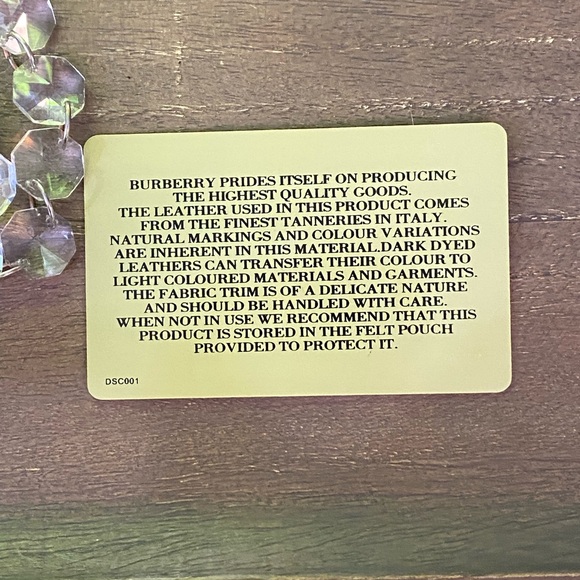 BURBERRY PRIDES ITSELF ON PRODUCING
THE HIGHEST QUALITY GOODS.
THE LEATHER USED IN THIS PRODUCT COMES
FROM THE FINEST TANNERIES IN ITALY.
NATURAL MARKINGS AND COLOUR VARIATIONS
ARE INHERENT IN THIS MATERIAL.DARK DYED
LEATHERS CAN TRANSFER THEIR COLOUR TO
LIGHT COLOURED MATERIALS AND GARMENTS.
THE FABRIC TRIM IS OF A DELICATE NATURE
AND SHOULD BE HANDLED WITH CARE.
WHEN NOT IN USE WE RECOMMEND THAT THIS
PRODUCT IS STORED IN THE FELT POUCH
PROVIDED TO PROTECT IT.
DSC001